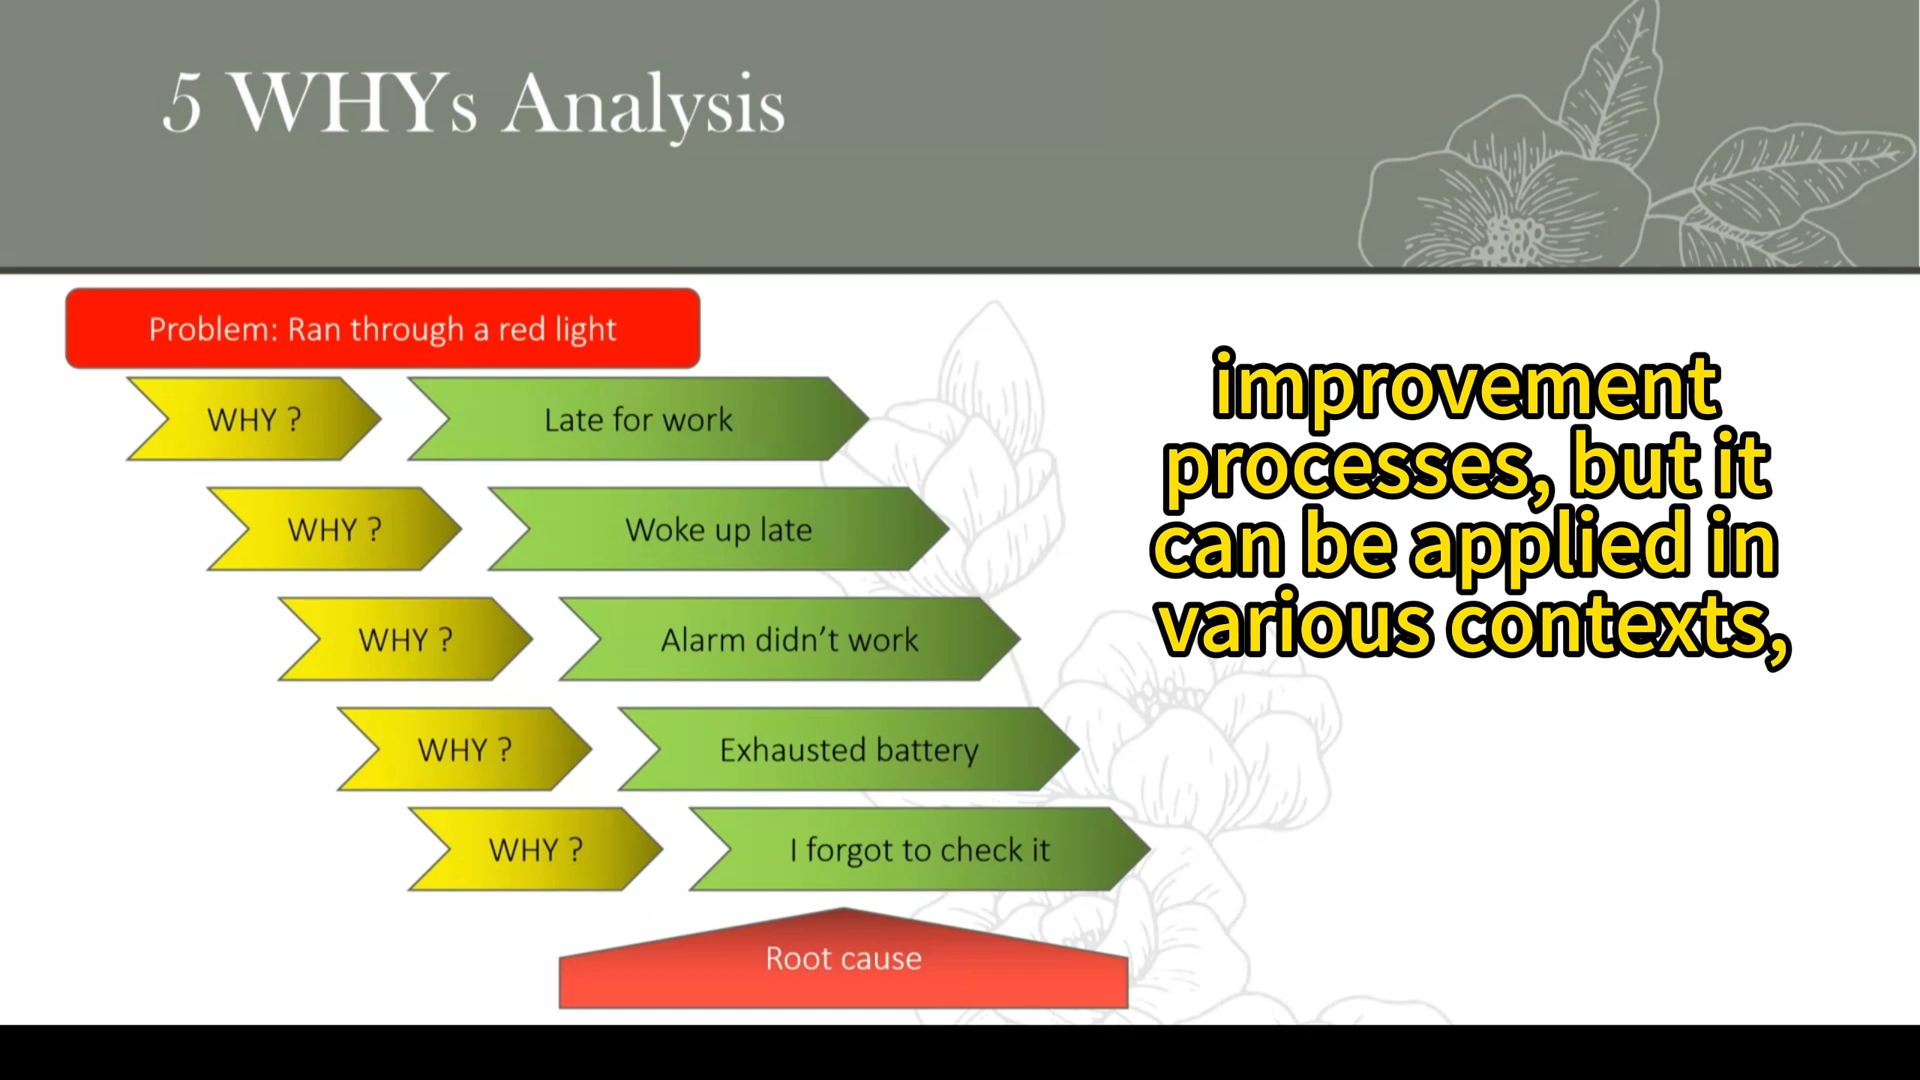 5 WHYs Analysis
Problem: Ran through a red light
WHY ?
Late for work
WHY ?
Woke up late
WHY ?
Alarm didn’t work
WHY ?
Exhausted battery
WHY ?
I forgot to check it
Root cause
improvement
processes, but it
can be applied in
various contexts,